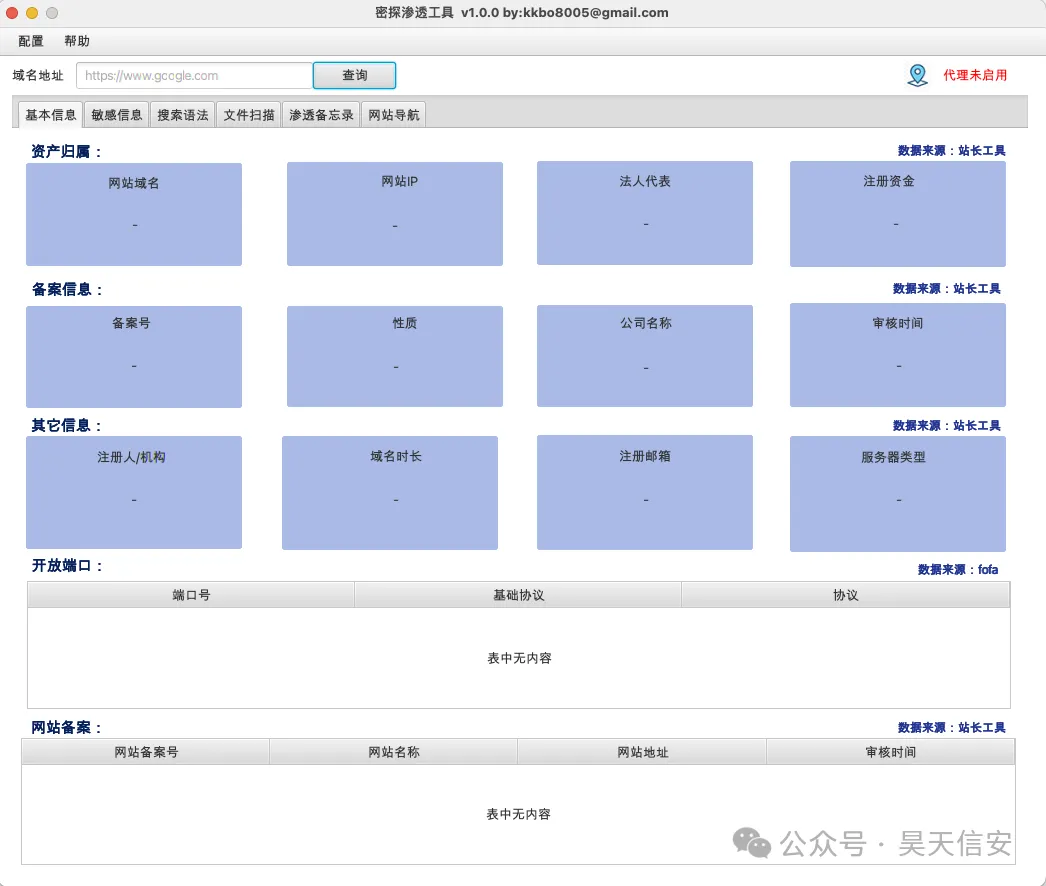 密探渗透工具 v1.0.0 by:kkbo8005@gmail.com
配置 帮助
域名地址 https://www.gccgle.com 查询 代理未启用
基本信息 敏感信息 搜索语法 文件扫描 渗透备忘录 网站导航
资产归属： 数据来源：站长工具
网站域名 网站IP 法人代表 注册资金
- - - -
备案信息： 数据来源：站长工具
备案号 性质 公司名称 审核时间
- - - -
其它信息： 数据来源：站长工具
注册人/机构 域名时长 注册邮箱 服务器类型
- - - -
开放端口： 数据来源：fofa
端口号 基础协议 协议
表中无内容
网站备案： 数据来源：站长工具
网站备案号 网站名称 网站地址 审核时间
表中无内容
公众号 · 昊天信安